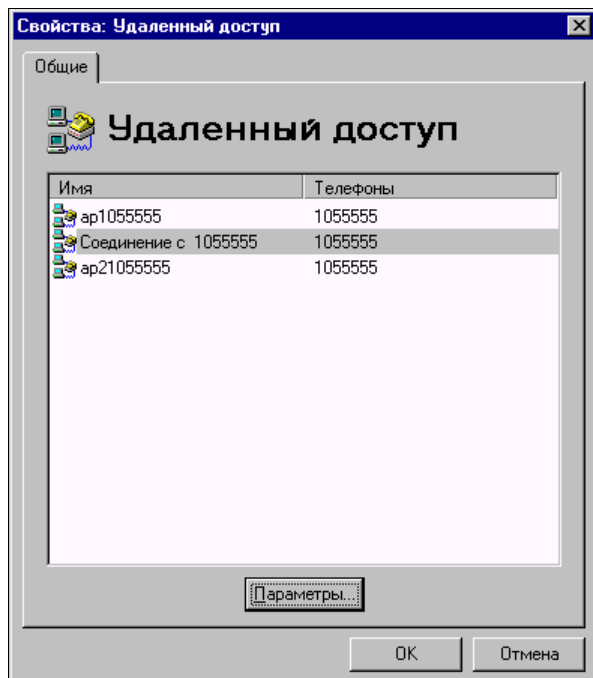 Свойства: Удаленный доступ
Общие
Удаленный доступ
Имя Телефоны
ap1055555 1055555
Соединение с 1055555 1055555
ap21055555 1055555
Параметры...
OK Отмена